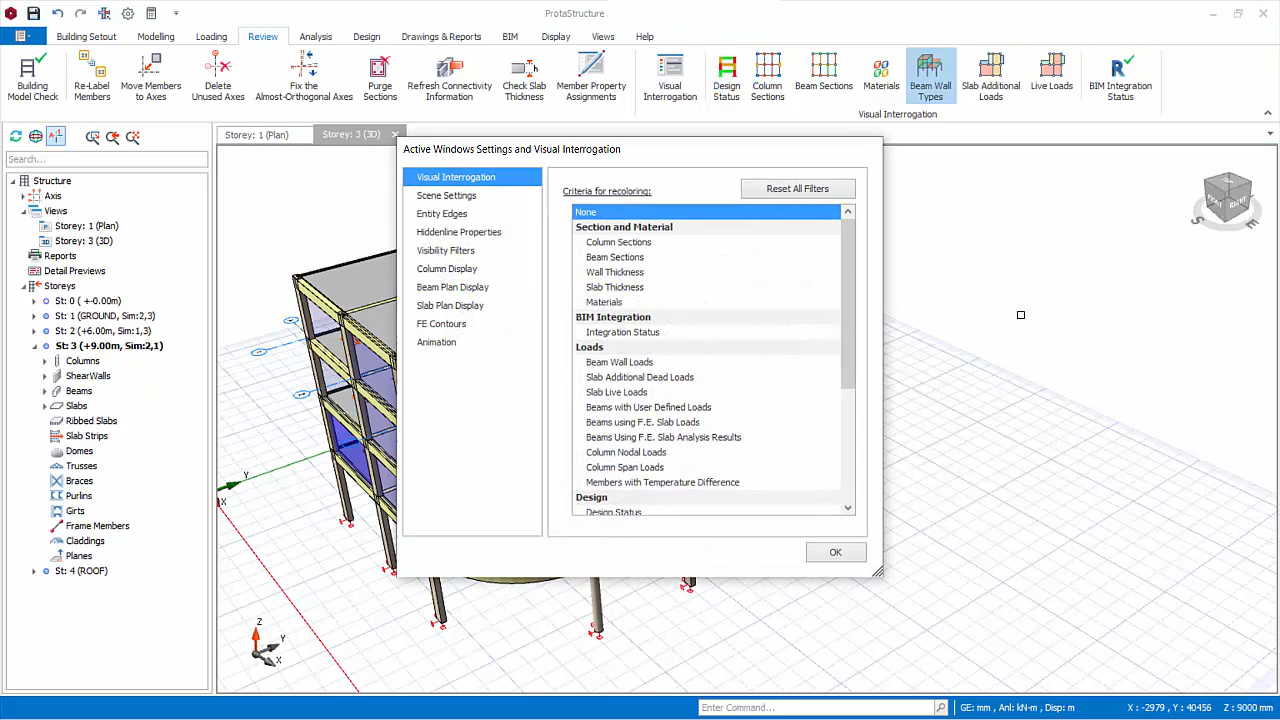 ProtaStructure
Building Setout
Modelling
Loading
Review
Analysis
Design
Drawings & Reports
BIM
Display
Views
Help
Building
Model Check
Re-Label
Members
Move Members
to Axes
Delete
Unused Axes
Fix the
Almost-Orthogonal Axes
Purge
Sections
Refresh Connectivity
Information
Check Slab
Thickness
Member Property
Assignments
Visual
Interrogation
Design
Status
Column
Sections
Beam Sections
Materials
Beam Wall
Types
Slab Additional
Loads
Live Loads
BIM Integration
Status
Visual Interrogation
Storey: 1 (Plan)
Storey: 3 (3D)
Search...
Structure
Axis
Views
Storey: 1 (Plan)
Storey: 3 (3D)
Reports
Detail Previews
Storeys
St: 0 ( +-0.00m)
St: 1 (GROUND, Sim:2,3)
St: 2 (+6.00m, Sim:1,3)
St: 3 (+9.00m, Sim:2,1)
Columns
ShearWalls
Beams
Slabs
Ribbed Slabs
Slab Strips
Domes
Trusses
Braces
Purlins
Girts
Frame Members
Claddings
Planes
St: 4 (ROOF)
Active Windows Settings and Visual Interrogation
Visual Interrogation
Scene Settings
Entity Edges
Hiddenline Properties
Visibility Filters
Column Display
Beam Plan Display
Slab Plan Display
FE Contours
Animation
Criteria for recoloring:
Reset All Filters
None
Section and Material
Column Sections
Beam Sections
Wall Thickness
Slab Thickness
Materials
BIM Integration
Integration Status
Loads
Beam Wall Loads
Slab Additional Dead Loads
Slab Live Loads
Beams with User Defined Loads
Beams using F.E. Slab Loads
Beams Using F.E. Slab Analysis Results
Column Nodal Loads
Column Span Loads
Members with Temperature Difference
Design
Design Status
OK
RIGHT
S
E
Y
X
Z
Y
X
Enter Command...
GE: mm , Anl: kN-m , Disp: m
X : -2979 , Y : 40456
Z : 9000 mm